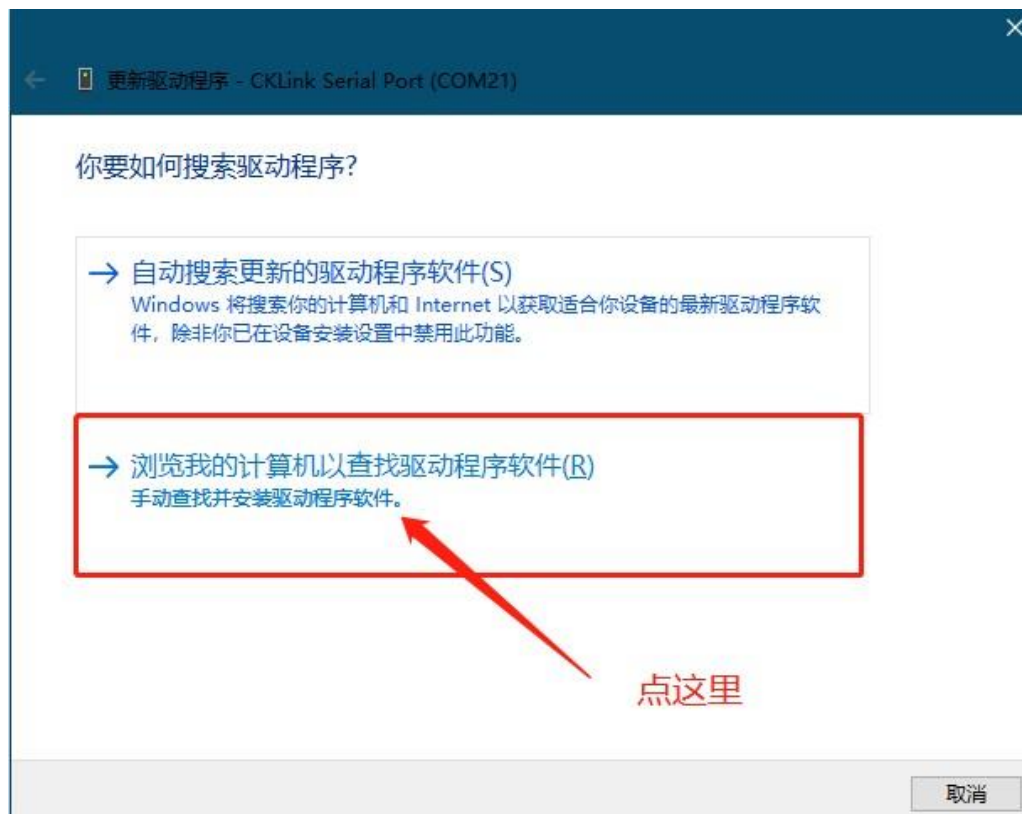 更新驱动程序 - CKLink Serial Port (COM21)
你要如何搜索驱动程序?
自动搜索更新的驱动程序软件(S)
Windows 将搜索你的计算机和 Internet 以获取适合你设备的最新驱动程序软
件，除非你已在设备安装设置中禁用此功能。
浏览我的计算机以查找驱动程序软件(R)
手动查找并安装驱动程序软件。
点这里
取消